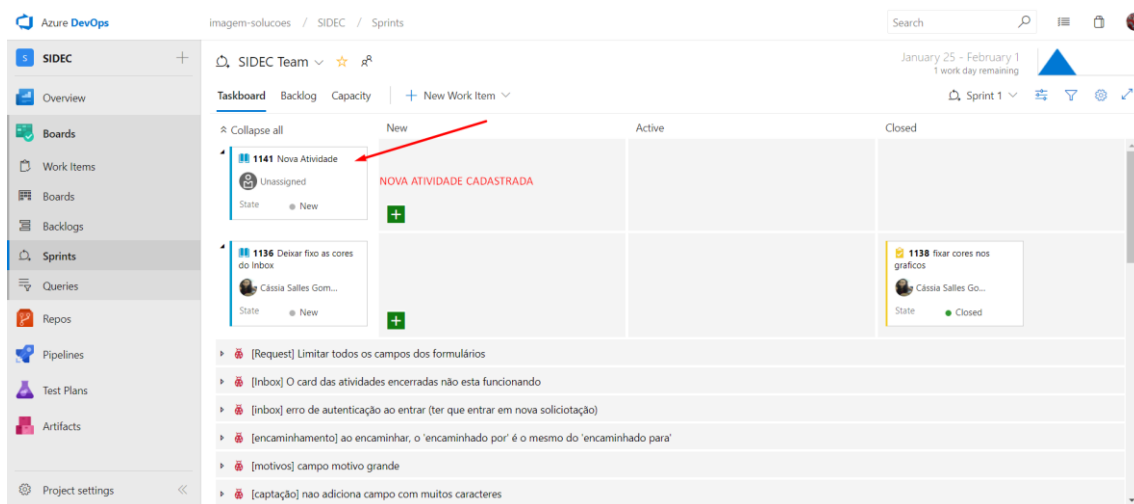 Azure DevOps
imagem-solucoes / SIDEC / Sprints
Search
S SIDEC
Overview
Boards
Work Items
Boards
Backlogs
Sprints
Queries
Repos
Pipelines
Test Plans
Artifacts
Project settings
SIDEC Team
January 25 - February 1
1 work day remaining
Taskboard Backlog Capacity New Work Item
Sprint 1
Collapse all New Active Closed
1141 Nova Atividade
Unassigned
State New
NOVA ATIVIDADE CADASTRADA
1136 Deixar fixo as cores
do Inbox
Cássia Salles Gom...
State New
1138 fixar cores nos
graficos
Cássia Salles Go...
State Closed
[Request] Limitar todos os campos dos formulários
[Inbox] O card das atividades encerradas não esta funcionando
[inbox] erro de autenticação ao entrar (ter que entrar em nova soliciotação)
[encaminhamento] ao encaminhar, o 'encaminhado por' é o mesmo do 'encaminhado para'
[motivos] campo motivo grande
[captação] nao adiciona campo com muitos caracteres